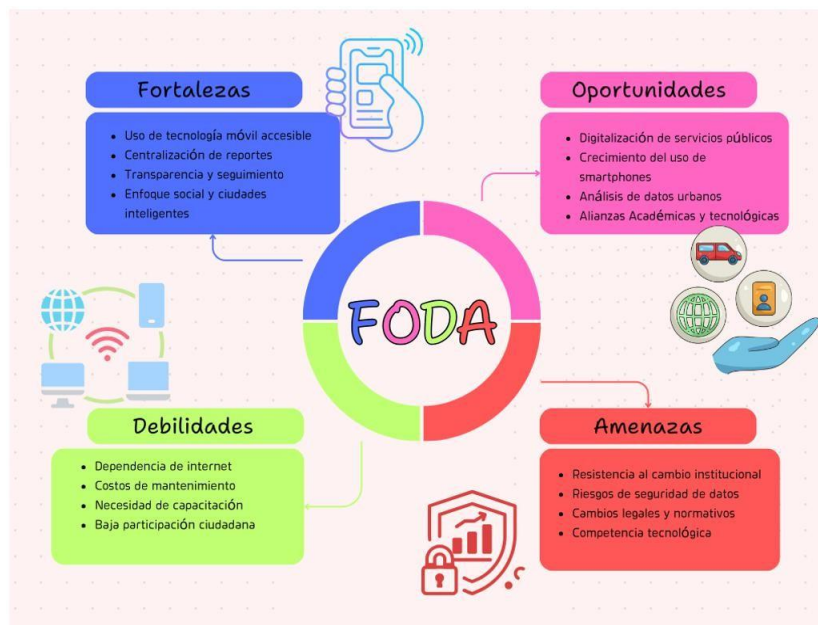 Fortalezas
• Uso de tecnología móvil accesible
• Centralización de reportes
• Transparencia y seguimiento
• Enfoque social y ciudades
inteligentes
Oportunidades
• Digitalización de servicios públicos
• Crecimiento del uso de
smartphones
• Análisis de datos urbanos
• Alianzas Académicas y tecnológicas
FODA
Debilidades
• Dependencia de internet
• Costos de mantenimiento
• Necesidad de capacitación
• Baja participación ciudadana
Amenazas
• Resistencia al cambio institucional
• Riesgos de seguridad de datos
• Cambios legales y normativos
• Competencia tecnológica